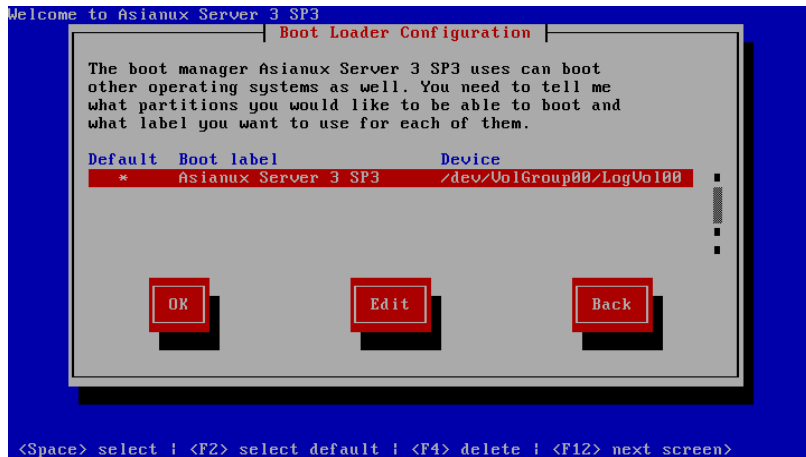 Welcome to Asianux Server 3 SP3
Boot Loader Configuration
The boot manager Asianux Server 3 SP3 uses can boot
other operating systems as well. You need to tell me
what partitions you would like to be able to boot and
what label you want to use for each of them.
Default Boot label Device
* Asianux Server 3 SP3 /dev/VolGroup00/LogVol00
OK Edit Back
<Space> select | <F2> select default | <F4> delete | <F12> next screen>